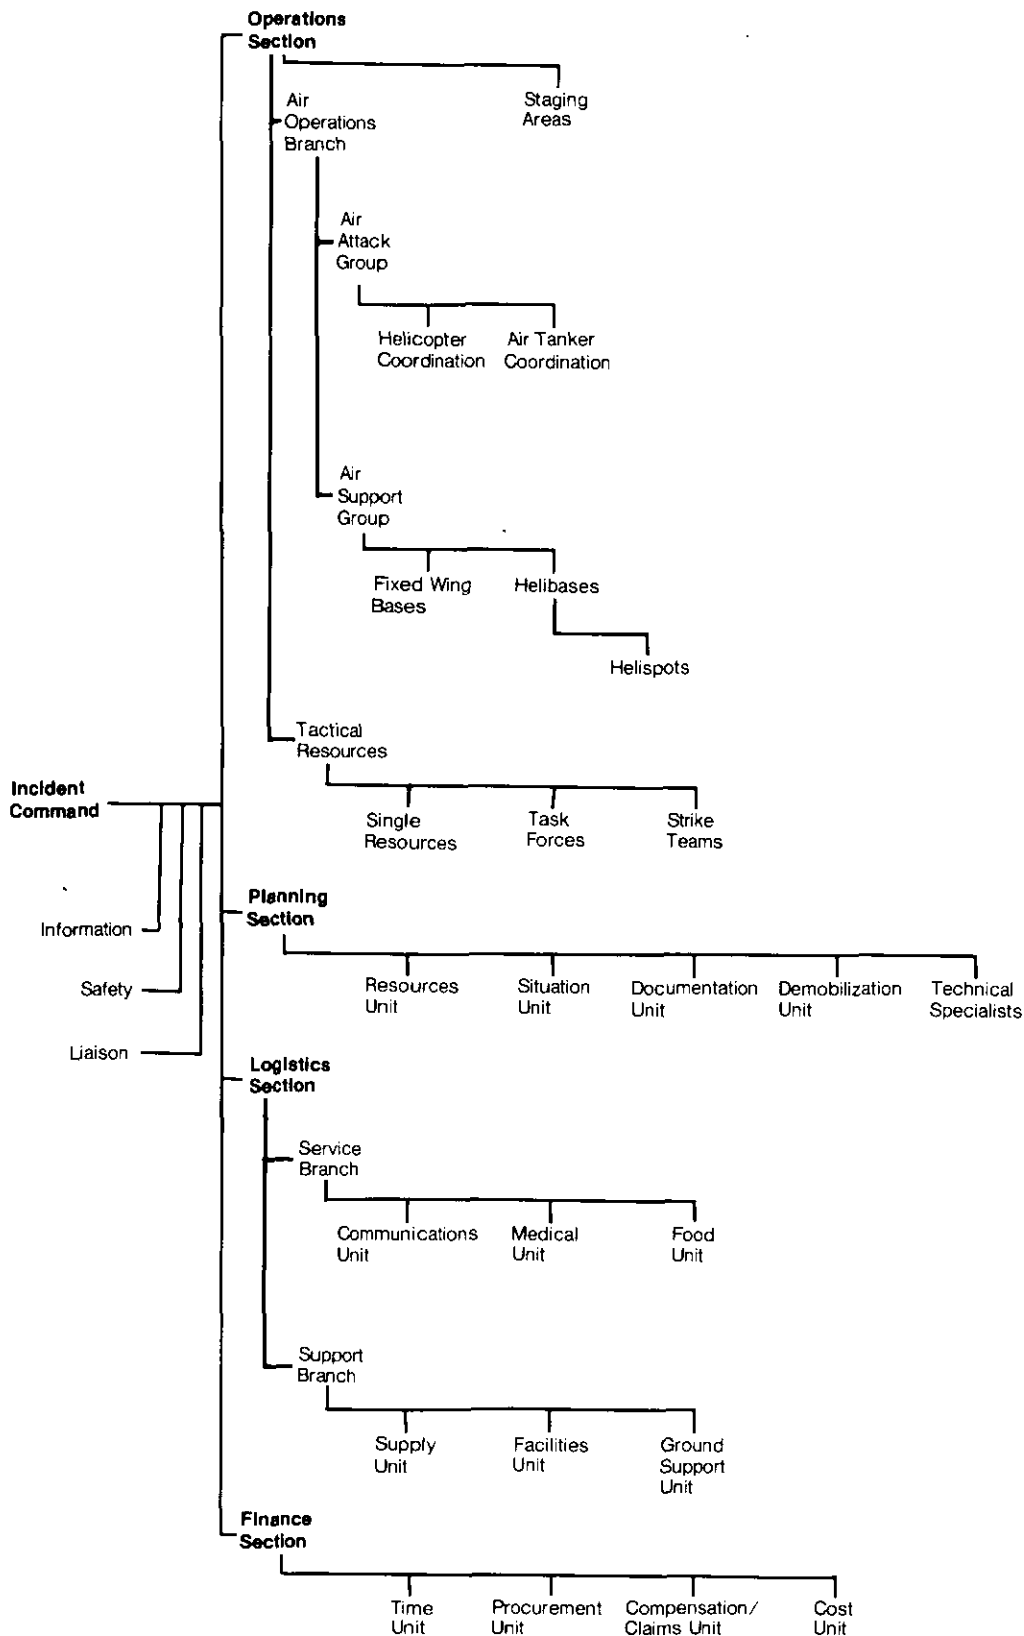 Operations
Section
Staging
Areas
Air
Operations
Branch
Air
Attack
Group
Helicopter
Coordination
Air Tanker
Coordination
Air
Support
Group
Fixed Wing
Bases
Helibases
Helispots
Tactical
Resources
Single
Resources
Task
Forces
Strike
Teams
Incident
Command
Information
Safety
Liaison
Planning
Section
Resources
Unit
Situation
Unit
Documentation
Unit
Demobilization
Unit
Technical
Specialists
Logistics
Section
Service
Branch
Communications
Unit
Medical
Unit
Food
Unit
Support
Branch
Supply
Unit
Facilities
Unit
Ground
Support
Unit
Finance
Section
Time
Unit
Procurement
Unit
Compensation/
Claims Unit
Cost
Unit